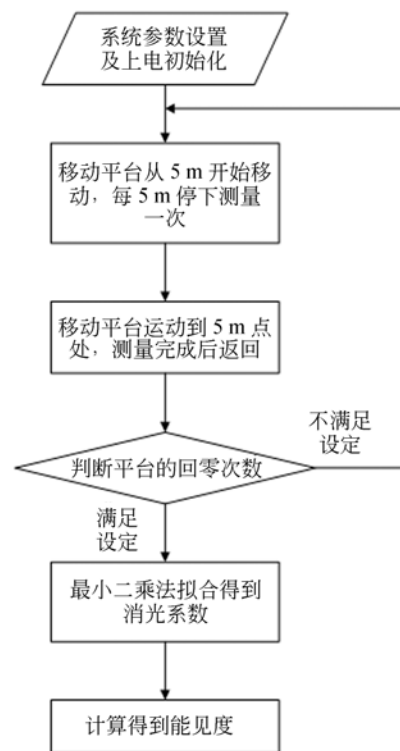 系统参数设置
及上电初始化
移动平台从 5 m 开始移
动，每 5 m 停下测量
一次
移动平台运动到 5 m 点
处，测量完成后返回
不满足
设定
判断平台的回零次数
满足
设定
最小二乘法拟合得到
消光系数
计算得到能见度